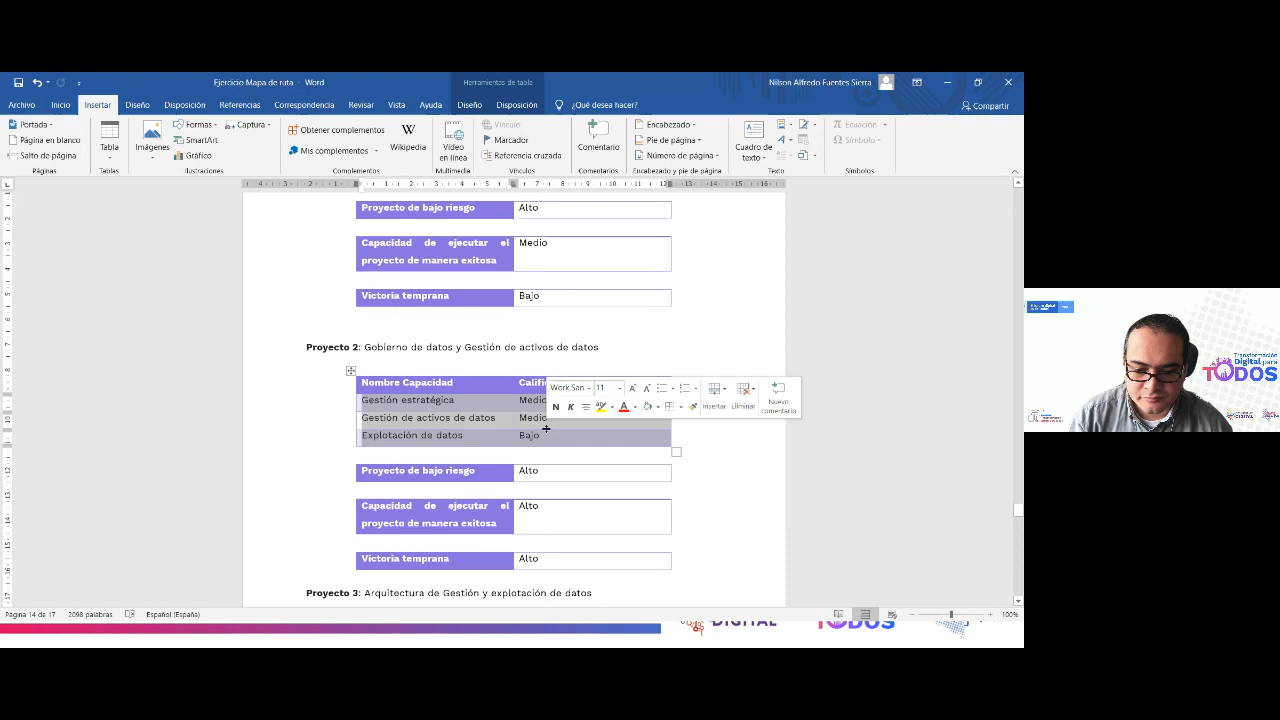 Ejercicio Mapa de ruta - Word
Herramientas de tabla
Nilson Alfredo Fuentes Sierra
Archivo Inicio Insertar Diseño Disposición Referencias Correspondencia Revisar Vista Ayuda Diseño Disposición ¿Qué desea hacer? Compartir
Portada
Página en blanco
Salto de página
Páginas
Tabla
Tablas
Imágenes
Formas
SmartArt
Gráfico
Captura
Ilustraciones
Obtener complementos
Mis complementos
Wikipedia
Complementos
Vídeo en línea
Multimedia
Vínculo
Marcador
Referencia cruzada
Vínculos
Comentario
Comentarios
Encabezado
Pie de página
Número de página
Encabezado y pie de página
Cuadro de texto
Texto
Ecuación
Símbolo
Símbolos
Proyecto de bajo riesgo Alto
Capacidad de ejecutar el Medio
proyecto de manera exitosa
Victoria temprana Bajo
Proyecto 2: Gobierno de datos y Gestión de activos de datos
Nombre Capacidad Califi
Gestión estratégica Medio
Gestión de activos de datos Medio
Explotación de datos Bajo
Work San 11
N K
Insertar Eliminar
Nuevo comentario
Proyecto de bajo riesgo Alto
Capacidad de ejecutar el Alto
proyecto de manera exitosa
Victoria temprana Alto
Proyecto 3: Arquitectura de Gestión y explotación de datos
Página 14 de 17 2098 palabras Español (España) 100%
DIGITAL TODOS
Transformación
Digital para
TODOS